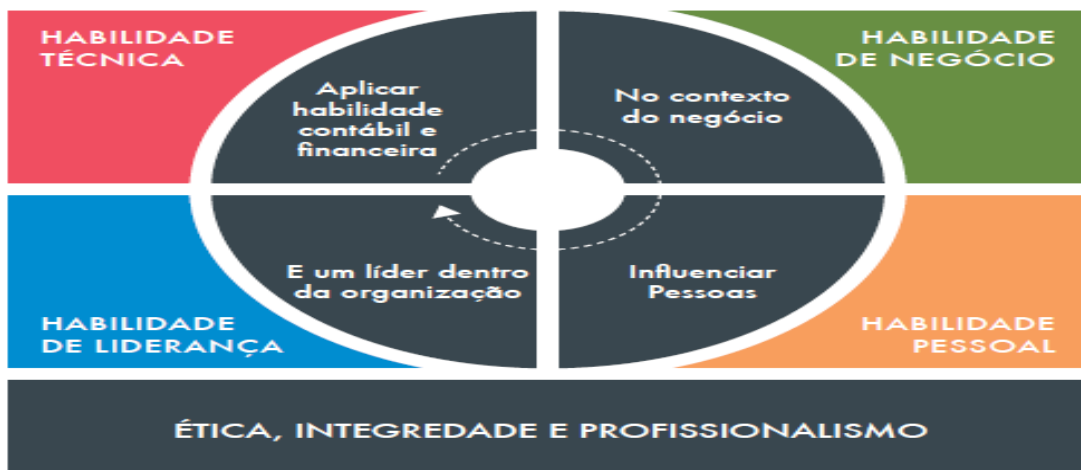 HABILIDADE
TÉCNICA
Aplicar
habilidade
contábil e
financeira
No contexto
do negócio
HABILIDADE
DE NEGÓCIO
E um líder dentro
da organização
HABILIDADE
DE LIDERANÇA
Influenciar
Pessoas
HABILIDADE
PESSOAL
ÉTICA, INTEGREDADE E PROFISSIONALISMO